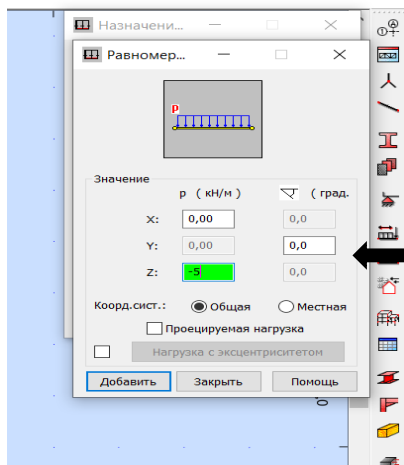 Назначени...
Равномер...
p
Значение
p ( кН/м ) ( град.
X: 0,00 0,0
Y: 0,00 0,0
Z: -5 0,0
Коорд.сист.: Общая Местная
Проецируемая нагрузка
Нагрузка с эксцентриситетом
Добавить Закрыть Помощь